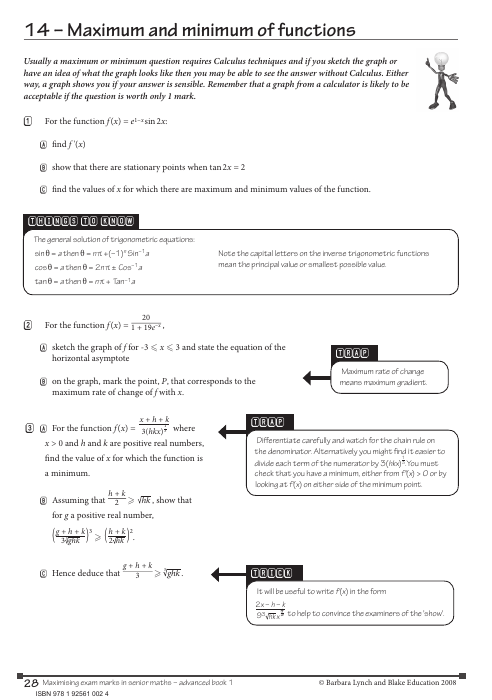 14 – Maximum and minimum of functions
Usually a maximum or minimum question requires Calculus techniques and if you sketch the graph or
have an idea of what the graph looks like then you may be able to see the answer without Calculus. Either
way, a graph shows you if your answer is sensible. Remember that a graph from a calculator is likely to be
acceptable if the question is worth only 1 mark.
1 For the function f(x) = e^{1−x} sin 2x:
A find f'(x)
B show that there are stationary points when tan 2x = 2
C find the values of x for which there are maximum and minimum values of the function.
THINGS TO KNOW
The general solution of trigonometric equations:
sin θ = a then θ = nπ + (−1)^n Sin^{−1}a
cos θ = a then θ = 2nπ ± Cos^{−1}a
tan θ = a then θ = nπ + Tan^{−1}a
Note the capital letters on the inverse trigonometric functions
mean the principal value or smallest possible value.
2 For the function f(x) = 20/(1 + 19e^{−2}),
A sketch the graph of f for -3 ⩽ x ⩽ 3 and state the equation of the
horizontal asymptote
B on the graph, mark the point, P, that corresponds to the
maximum rate of change of f with x.
TRAP
Maximum rate of change
means maximum gradient.
3 A For the function f(x) = (x + h + k)/(3(hkx)^{1/3}) where
x > 0 and h and k are positive real numbers,
find the value of x for which the function is
a minimum.
B Assuming that (h + k)/2 ⩾ √hk, show that
for g a positive real number,
((g + h + k)/(3∛ghk))^3 ⩾ ((h + k)/(2√hk))^2.
C Hence deduce that (g + h + k)/3 ⩾ ∛ghk.
TRAP
Differentiate carefully and watch for the chain rule on
the denominator. Alternatively you might find it easier to
divide each term of the numerator by 3(hkx)^{1/3}. You must
check that you have a minimum, either from f''(x) > 0 or by
looking at f'(x) on either side of the minimum point.
TRICK
It will be useful to write f'(x) in the form
(2x − h − k)/(9∛hk x^{4/3}) to help to convince the examiners of the 'show'.
28 Maximising exam marks in senior maths – advanced book 1
© Barbara Lynch and Blake Education 2008
ISBN 978 1 92561 002 4